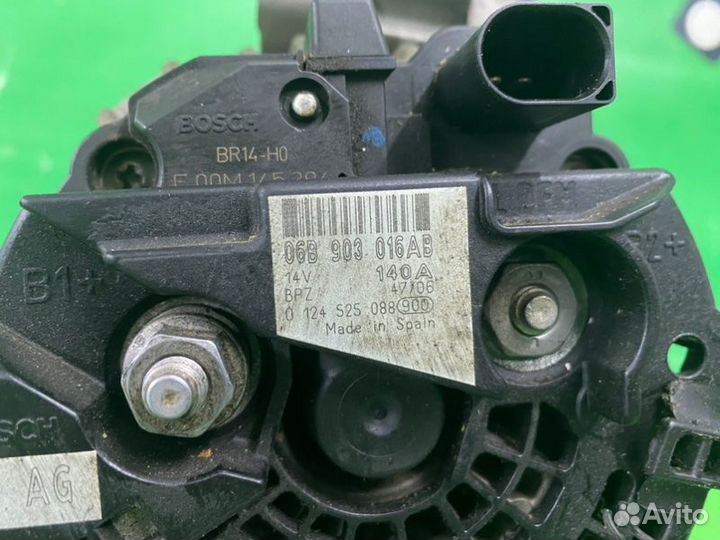 BOSCH
BR14-H0
B1+
06B 903 016AB
14V 140A
BPZ 47/06
0 124 525 088 900
Made in Spain
AG
Avito